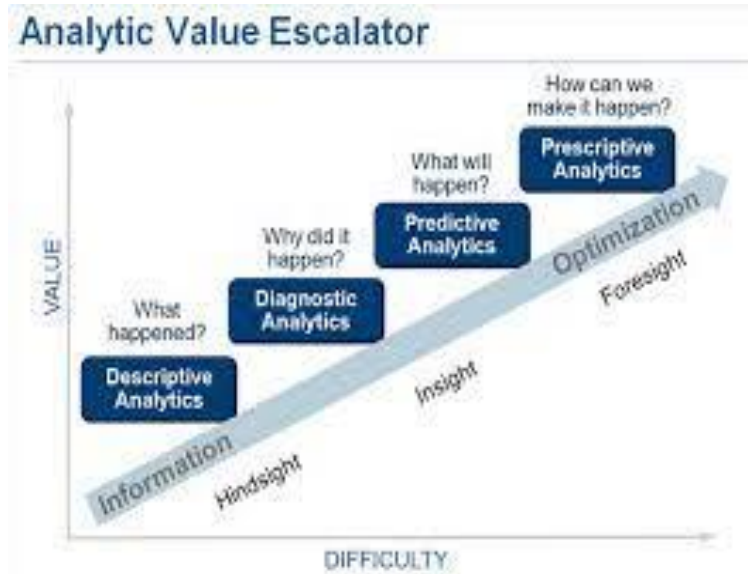 Analytic Value Escalator
How can we
make it happen?
Prescriptive
Analytics
What will
happen?
Predictive
Analytics
Why did it
happen?
Diagnostic
Analytics
What
happened?
Descriptive
Analytics
Information
Optimization
Hindsight
Insight
Foresight
VALUE
DIFFICULTY